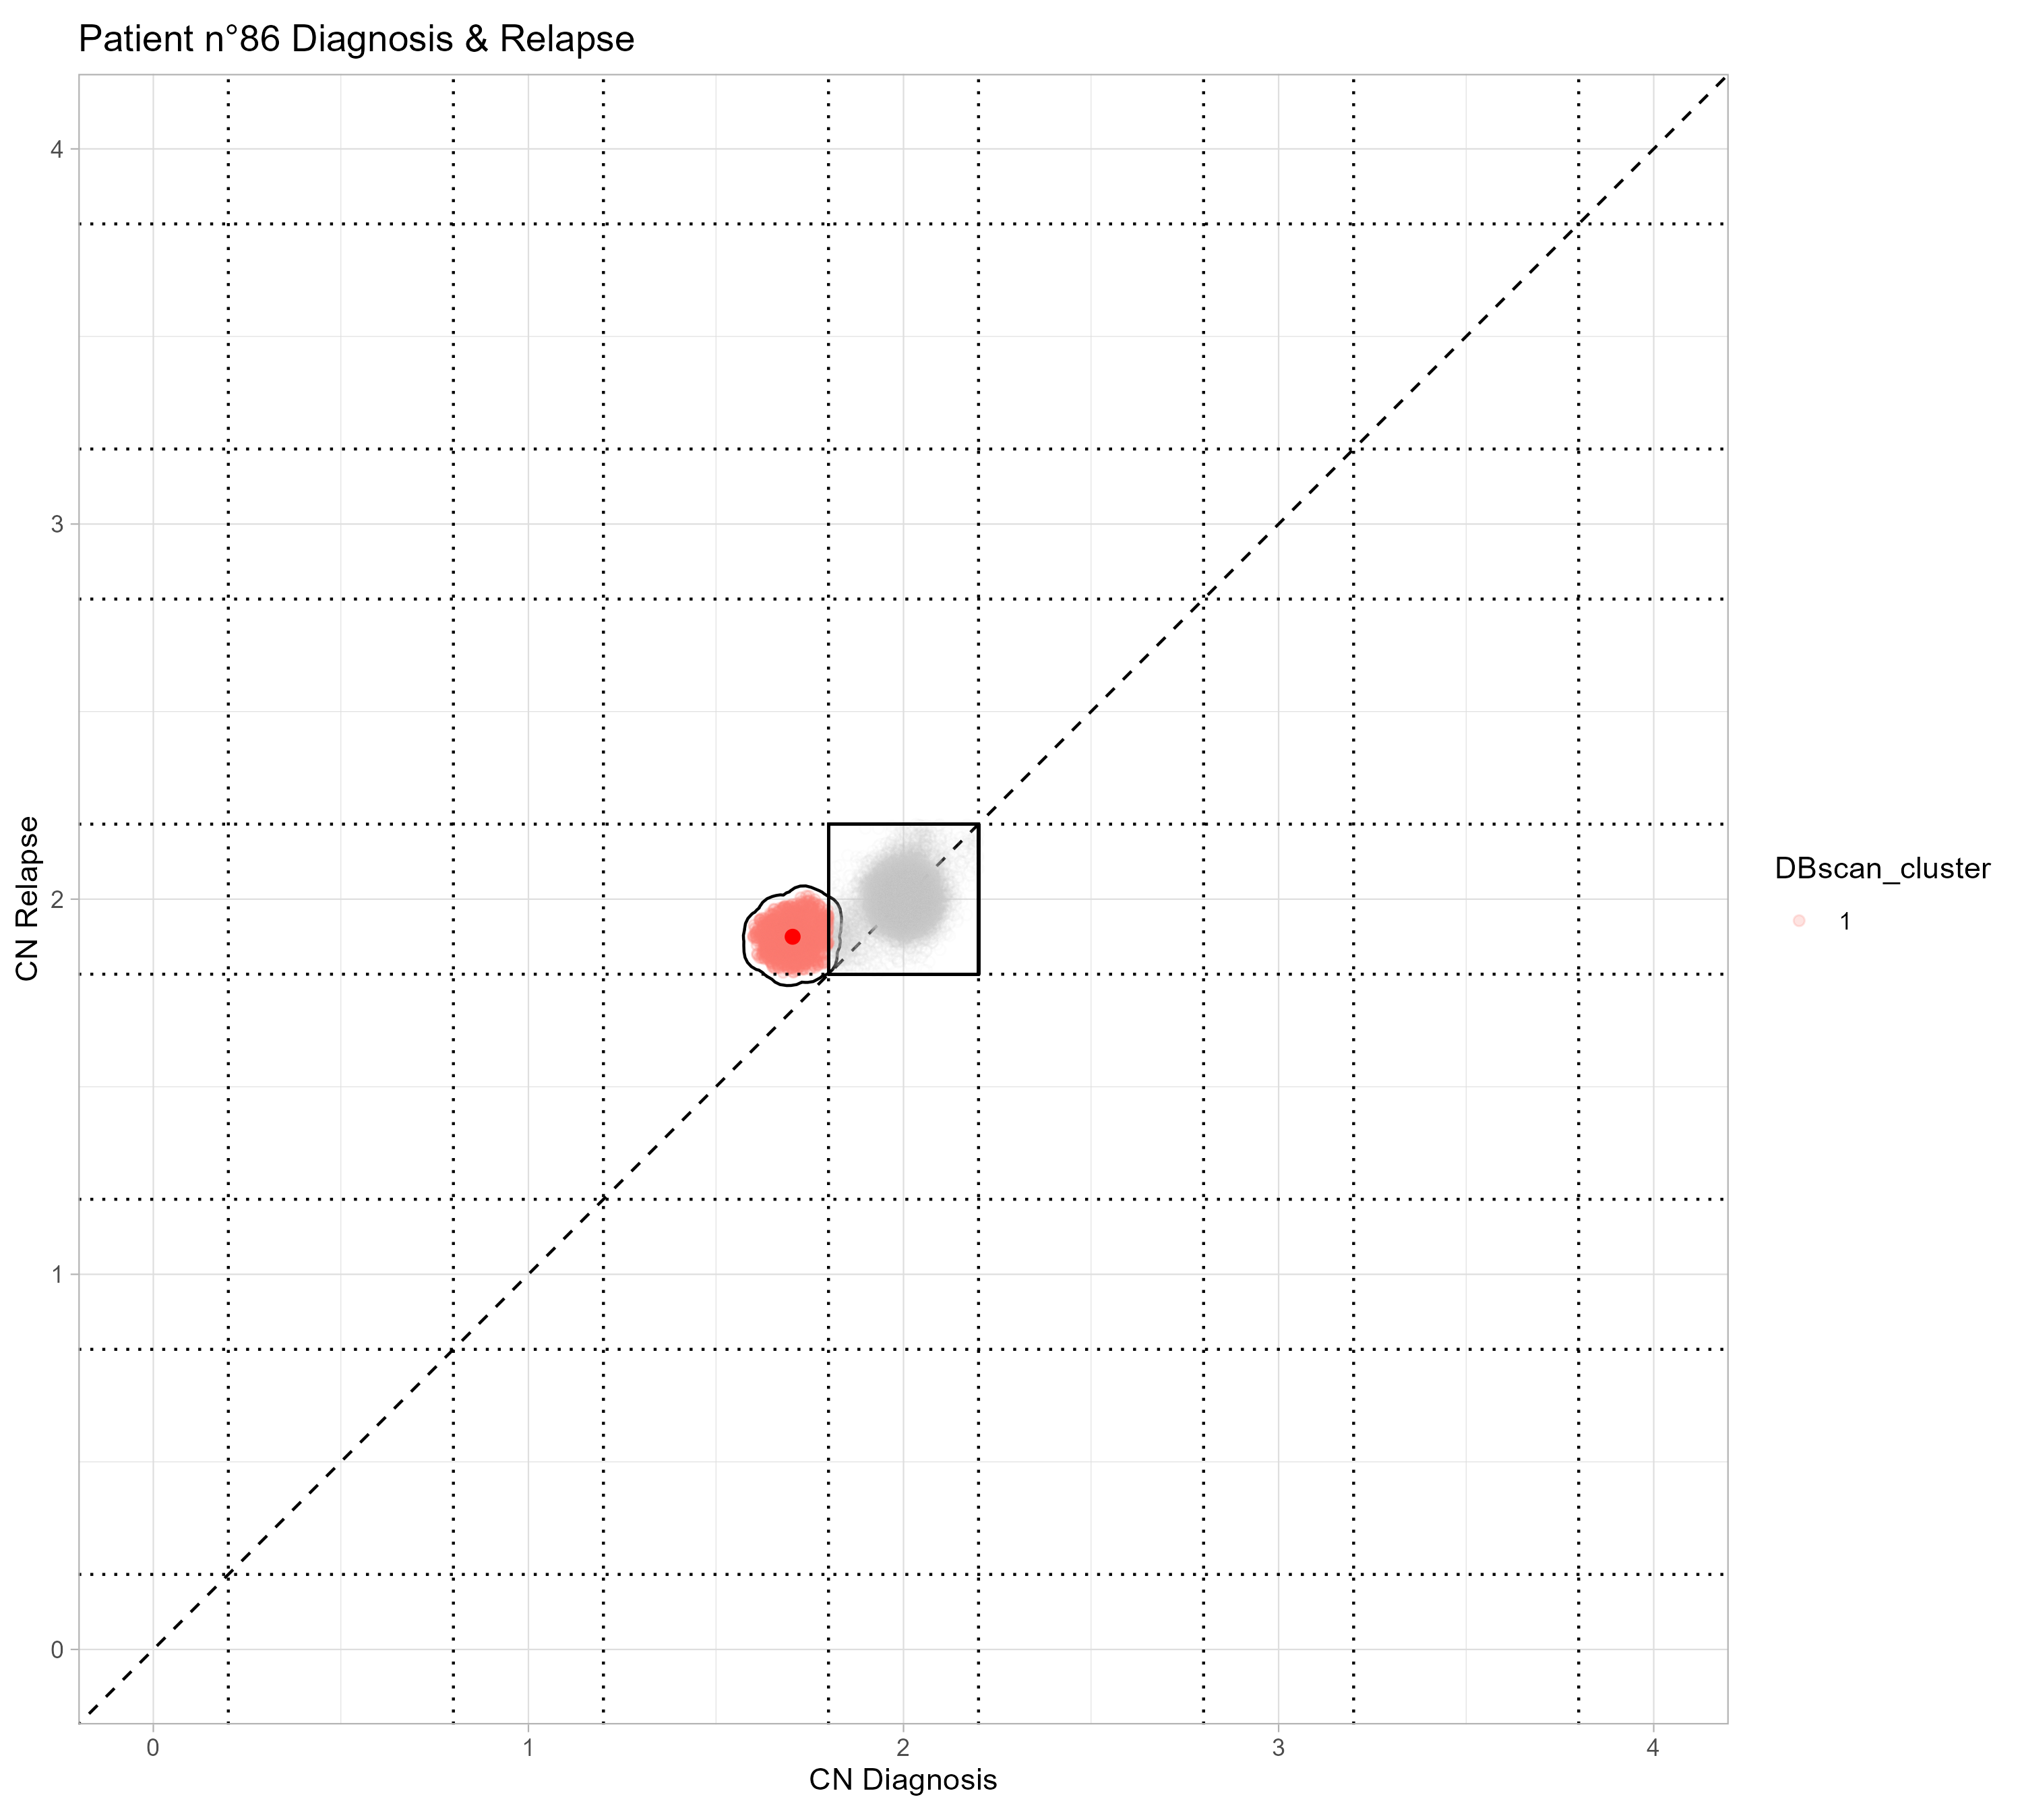 Patient n°86 Diagnosis & Relapse
CN Relapse
4
3
2
1
0
0 1 2 3 4
CN Diagnosis
DBscan_cluster
1